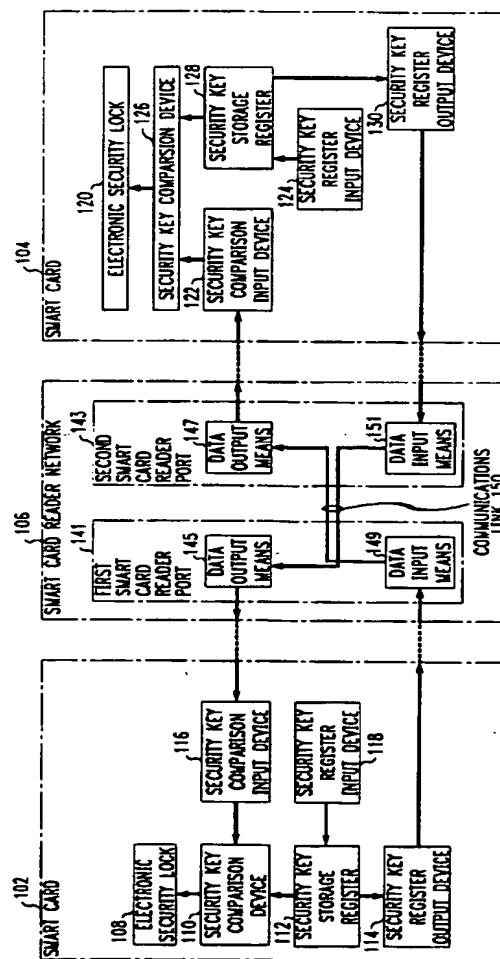 102
SMART CARD
108
ELECTRONIC
SECURITY LOCK
110
SECURITY KEY
COMPARISON
DEVICE
112
SECURITY KEY
STORAGE
REGISTER
114
SECURITY KEY
REGISTER
OUTPUT DEVICE
116
SECURITY KEY
COMPARISON
INPUT DEVICE
118
SECURITY KEY
REGISTER
INPUT DEVICE
106
SMART CARD READER NETWORK
141
FIRST
SMART CARD
READER
PORT
145
DATA
OUTPUT
MEANS
149
DATA
INPUT
MEANS
143
SECOND
SMART CARD
READER
PORT
147
DATA
OUTPUT
MEANS
151
DATA
INPUT
MEANS
COMMUNICATIONS
LINK 150
104
SMART CARD
120
ELECTRONIC SECURITY LOCK
126
SECURITY KEY COMPARSION DEVICE
122
SECURITY KEY
COMPARISON
INPUT DEVICE
128
SECURITY KEY
STORAGE
REGISTER
124
SECURITY KEY
REGISTER
INPUT DEVICE
130
SECURITY KEY
REGISTER
OUTPUT DEVICE